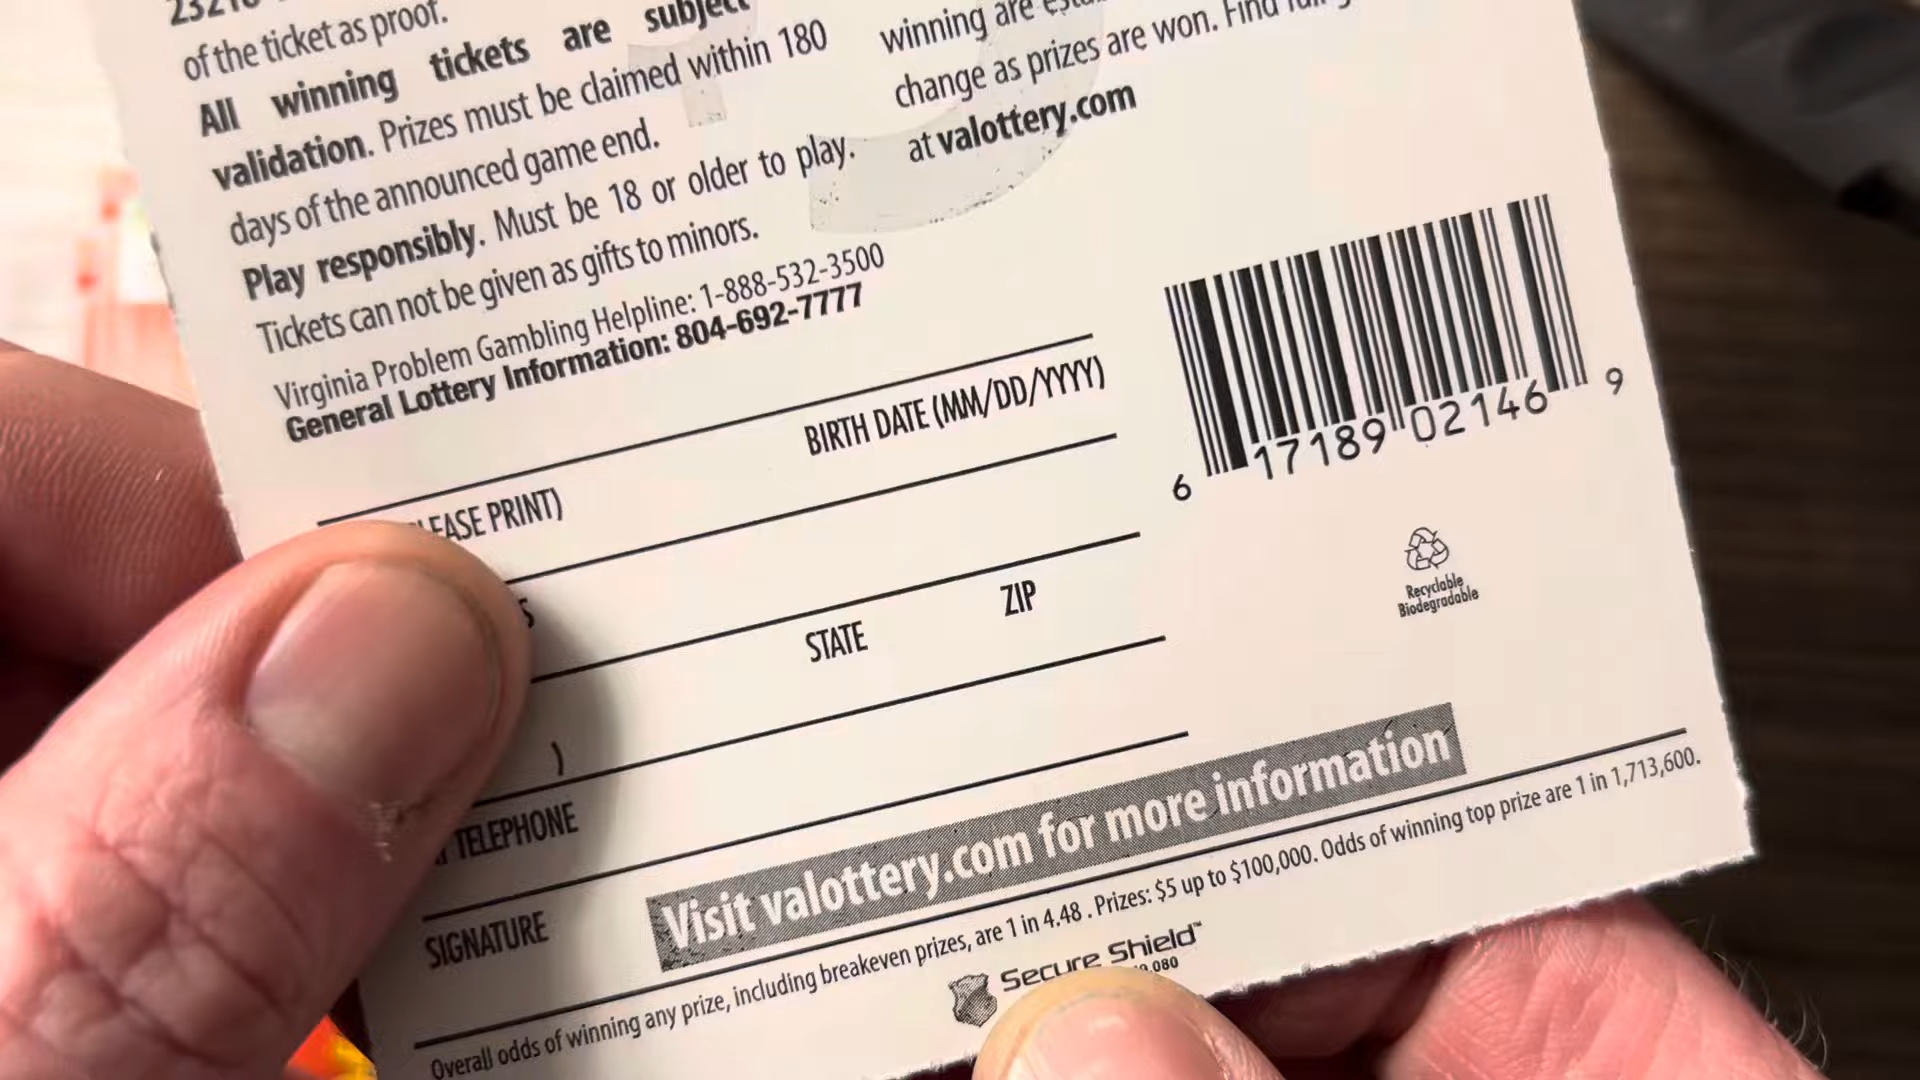 of the ticket as proof.
All winning tickets are subject
validation. Prizes must be claimed within 180
days of the announced game end.
Play responsibly. Must be 18 or older to play.
Tickets can not be given as gifts to minors.
Virginia Problem Gambling Helpline: 1-888-532-3500
General Lottery Information: 804-692-7777
winning are
change as prizes are won. Find
at valottery.com
BIRTH DATE (MM/DD/YYYY)
PRINT)
STATE ZIP
)
TELEPHONE
SIGNATURE
6 17189 02146 9
Recyclable
Biodegradable
Visit valottery.com for more information
Overall odds of winning any prize, including breakeven prizes, are 1 in 4.48 . Prizes: $5 up to $100,000. Odds of winning top prize are 1 in 1,713,600.
Secure Shield™